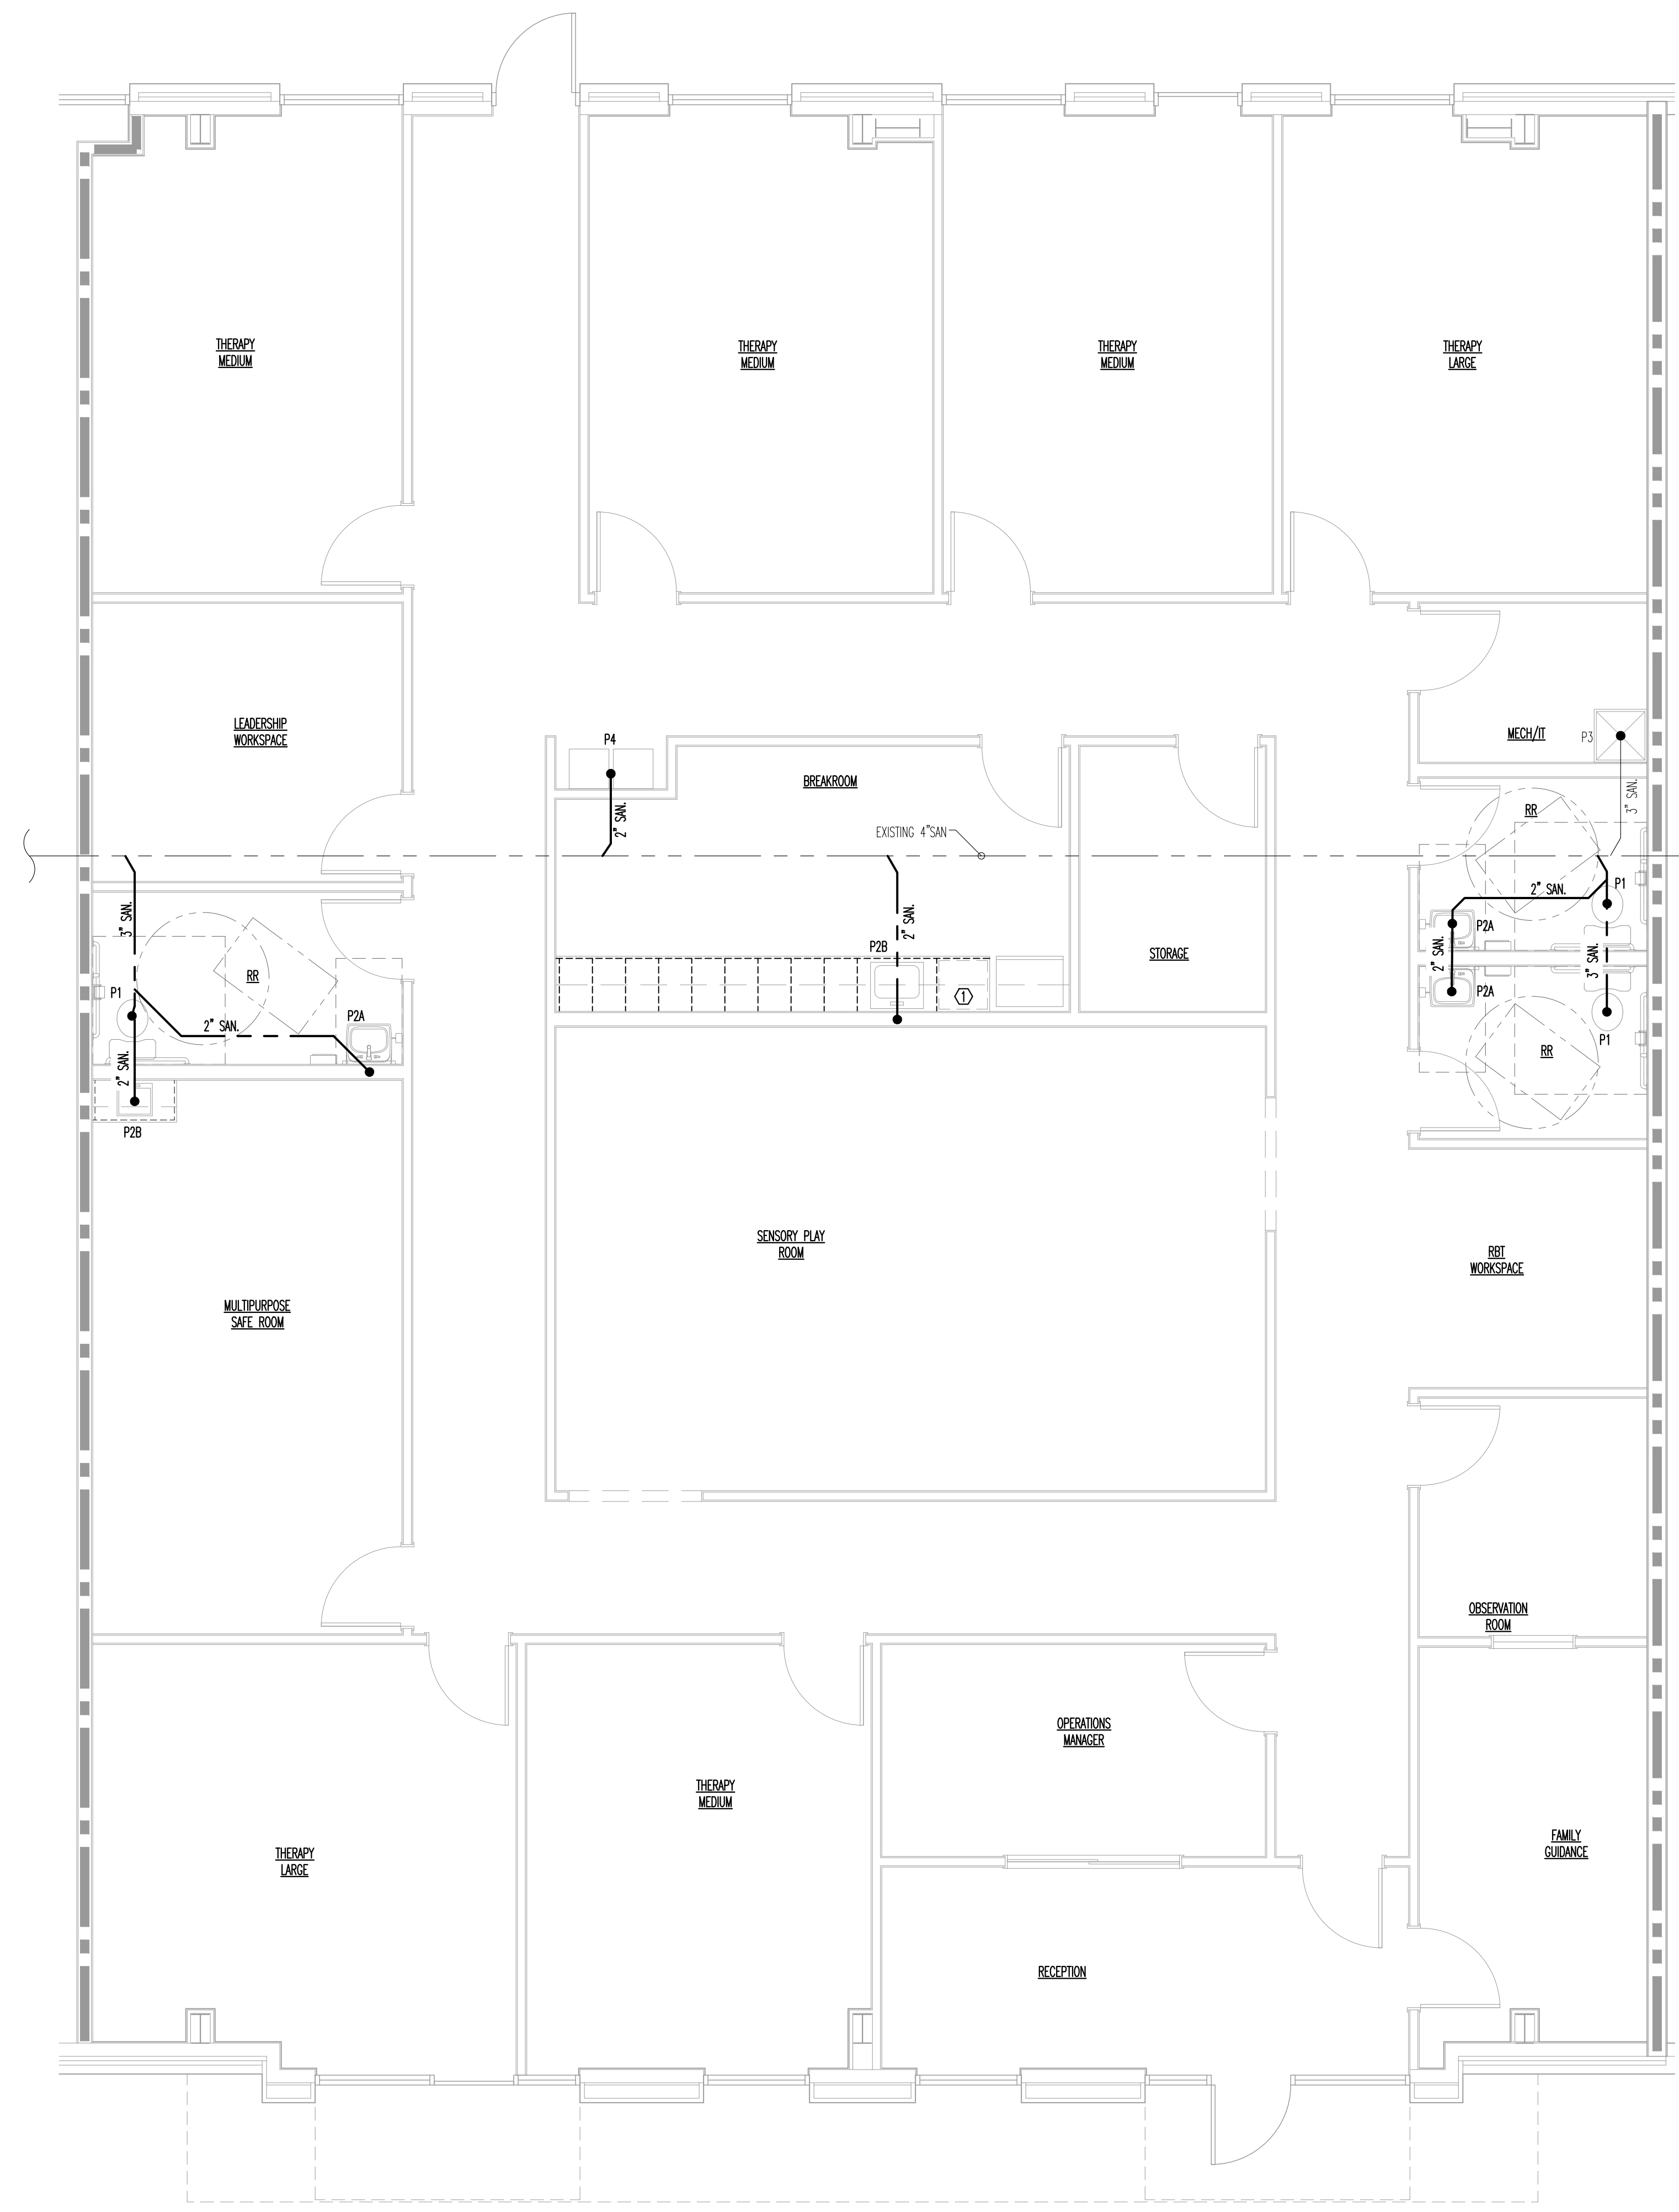 THERAPY
MEDIUM
THERAPY
MEDIUM
THERAPY
MEDIUM
THERAPY
LARGE
LEADERSHIP
WORKSPACE
P4
2" SAN.
BREAKROOM
EXISTING 4"SAN
MECH/IT
P3
3" SAN.
RR
3" SAN.
RR
P1
2" SAN.
P2A
2" SAN.
P2B
2" SAN.
P2B
1
STORAGE
2" SAN.
P1
P2A
2" SAN.
P2A
3" SAN.
P1
RR
SENSORY PLAY
ROOM
MULTIPURPOSE
SAFE ROOM
RBT
WORKSPACE
OBSERVATION
ROOM
OPERATIONS
MANAGER
THERAPY
MEDIUM
THERAPY
LARGE
FAMILY
GUIDANCE
RECEPTION